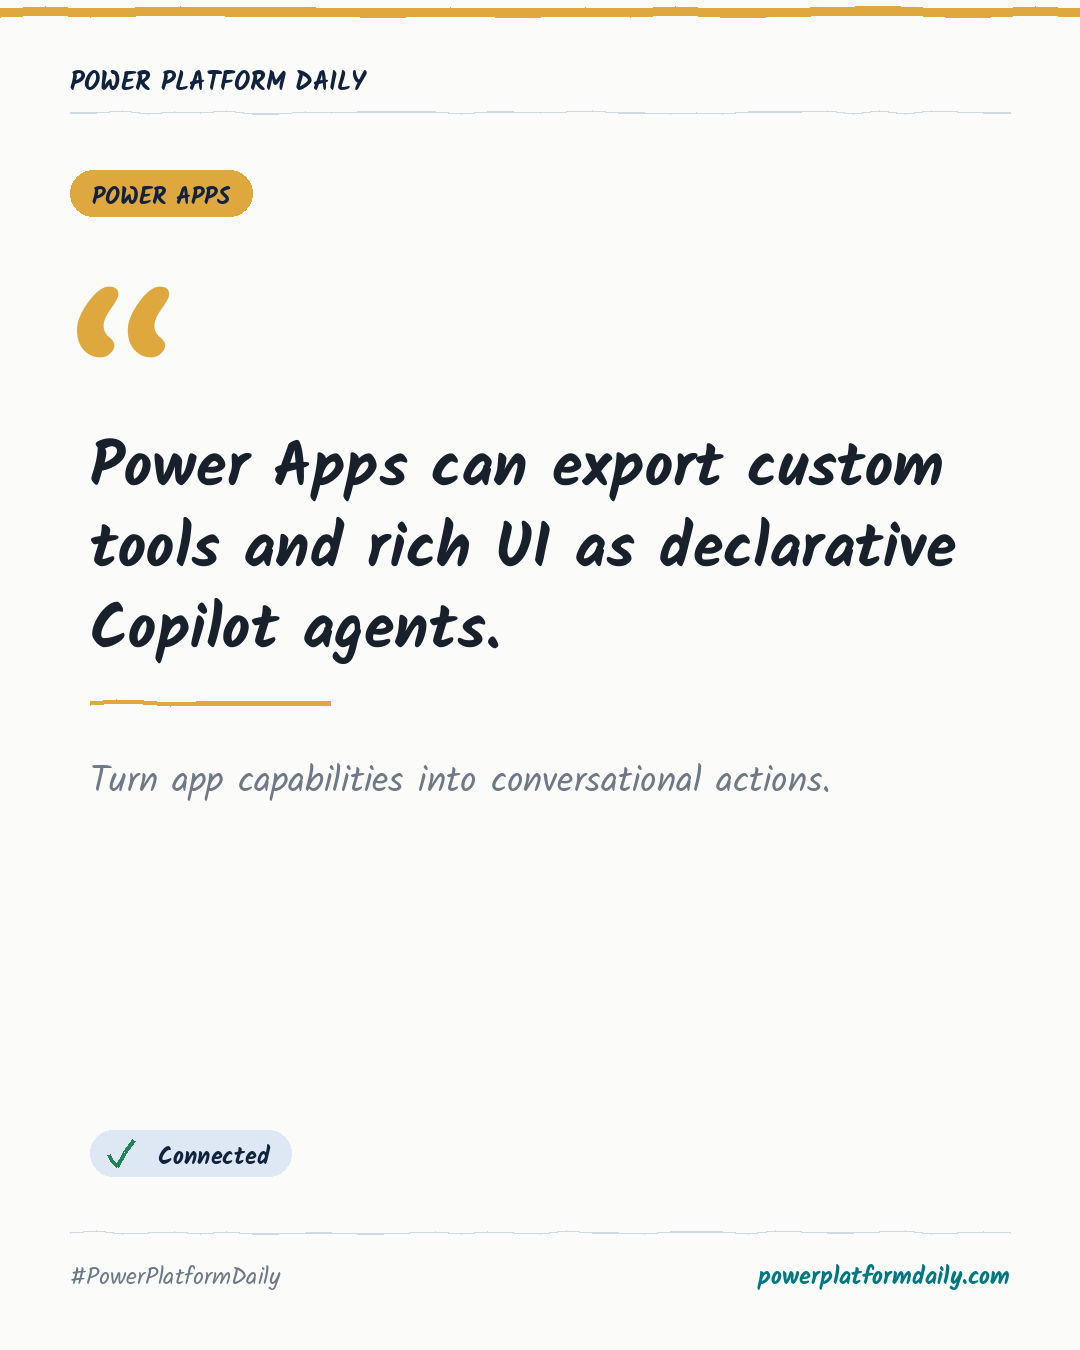 POWER PLATFORM DAILY
POWER APPS
“
Power Apps can export custom
tools and rich UI as declarative
Copilot agents.
Turn app capabilities into conversational actions.
✓ Connected
#PowerPlatformDaily
powerplatformdaily.com